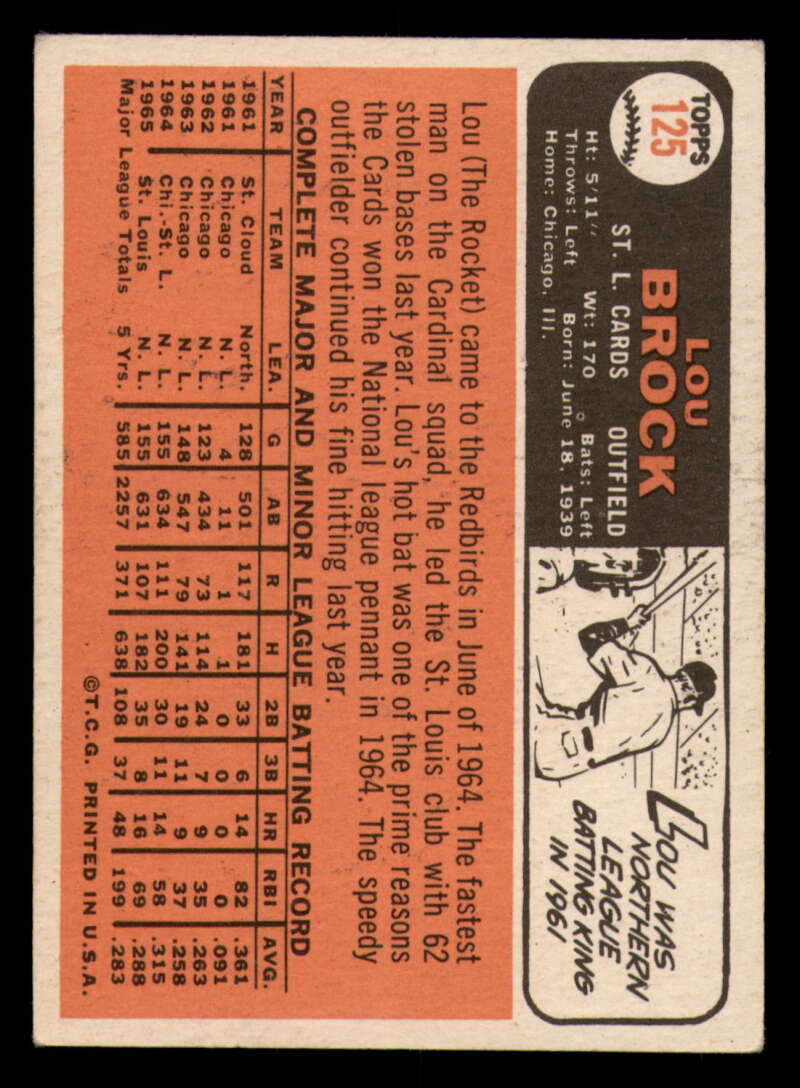 TOPPS
125
LOU
BROCK
ST. L. CARDS OUTFIELD
Ht: 5'11" Wt: 170 Bats: Left
Throws: Left Born: June 18, 1939
Home: Chicago, Ill.
LOU WAS
NORTHERN
LEAGUE
BATTING KING
IN 1961
Lou (The Rocket) came to the Redbirds in June of 1964. The fastest
man on the Cardinal squad, he led the St. Louis club with 62
stolen bases last year. Lou's hot bat was one of the prime reasons
the Cards won the National league pennant in 1964. The speedy
outfielder continued his fine hitting last year.
COMPLETE MAJOR AND MINOR LEAGUE BATTING RECORD
YEAR TEAM LEA. G AB R H 2B 3B HR RBI AVG.
1961 St. Cloud North. 128 501 117 181 33 6 14 82 .361
1961 Chicago N. L. 4 11 1 1 0 0 0 0 .091
1962 Chicago N. L. 123 434 73 114 24 7 9 35 .263
1963 Chicago N. L. 148 547 79 141 19 11 9 37 .258
1964 Chi.-St. L. N. L. 155 634 111 200 30 11 14 58 .315
1965 St. Louis N. L. 155 631 107 182 35 8 16 69 .288
Major League Totals 5 Yrs. 585 2257 371 638 108 37 48 199 .283
©T.C.G. PRINTED IN U.S.A.